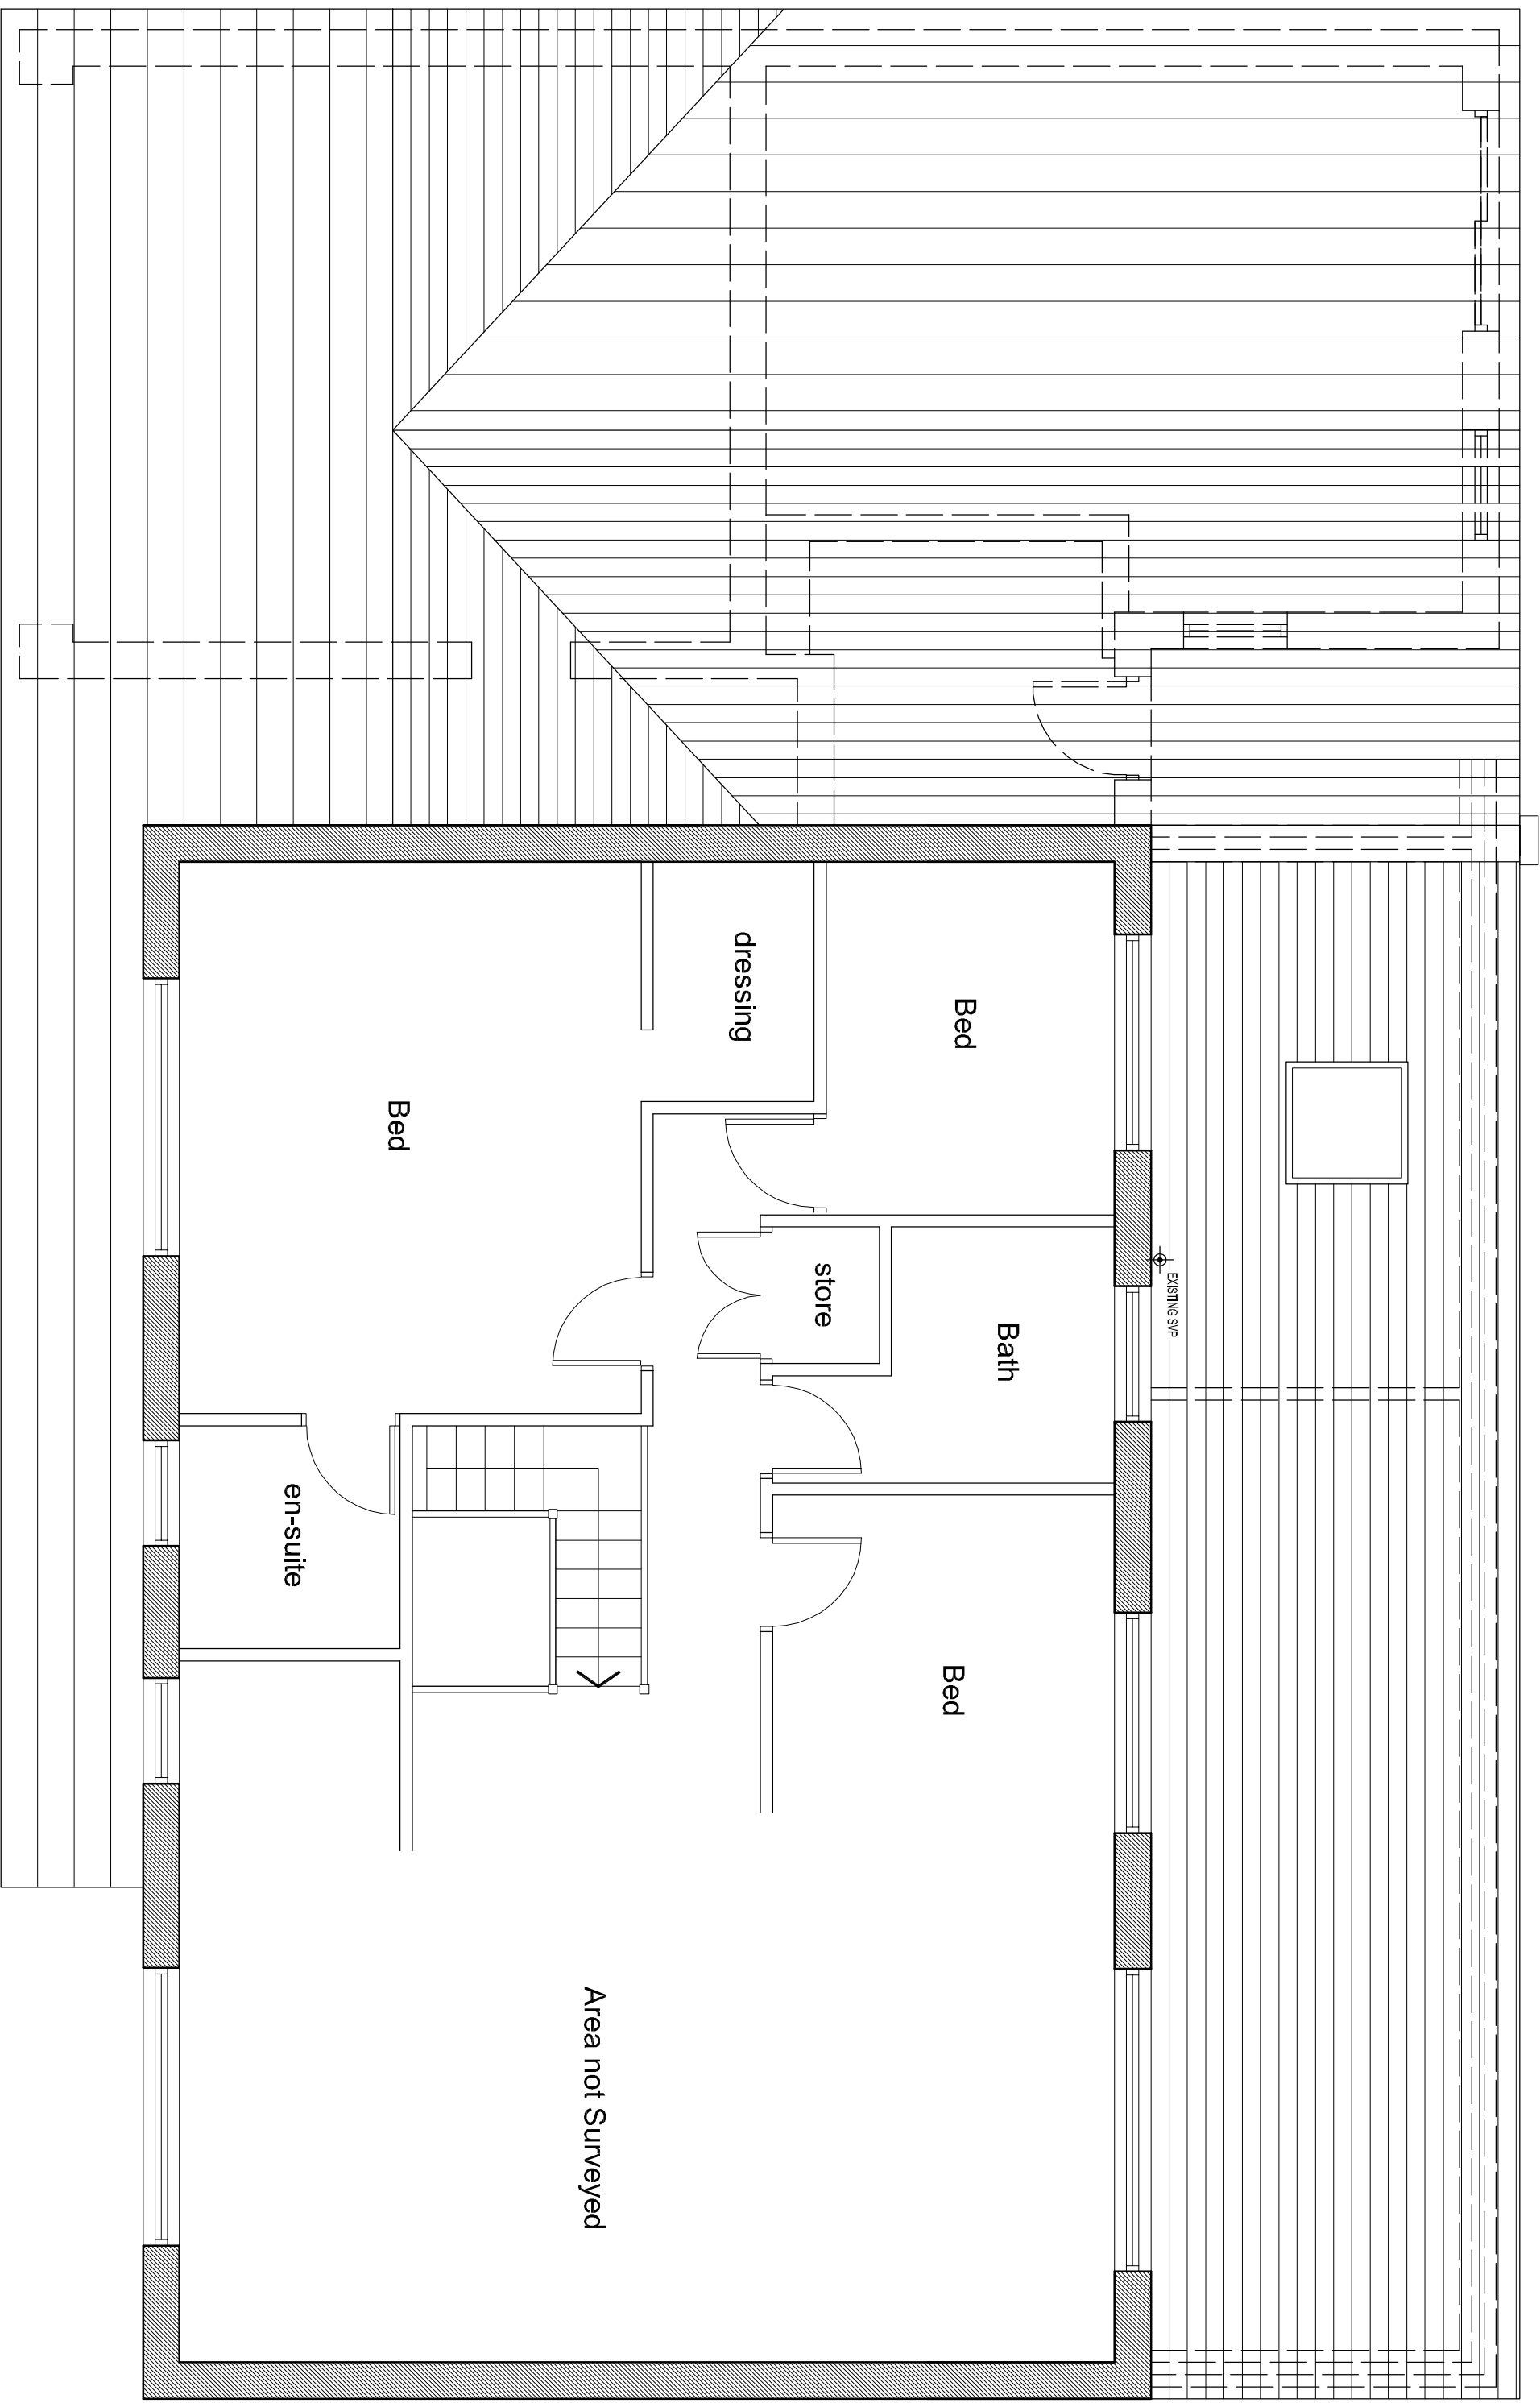 Bed
dressing
Bed
EXISTING SVP
store
Bath
en-suite
Bed
Area not Surveyed